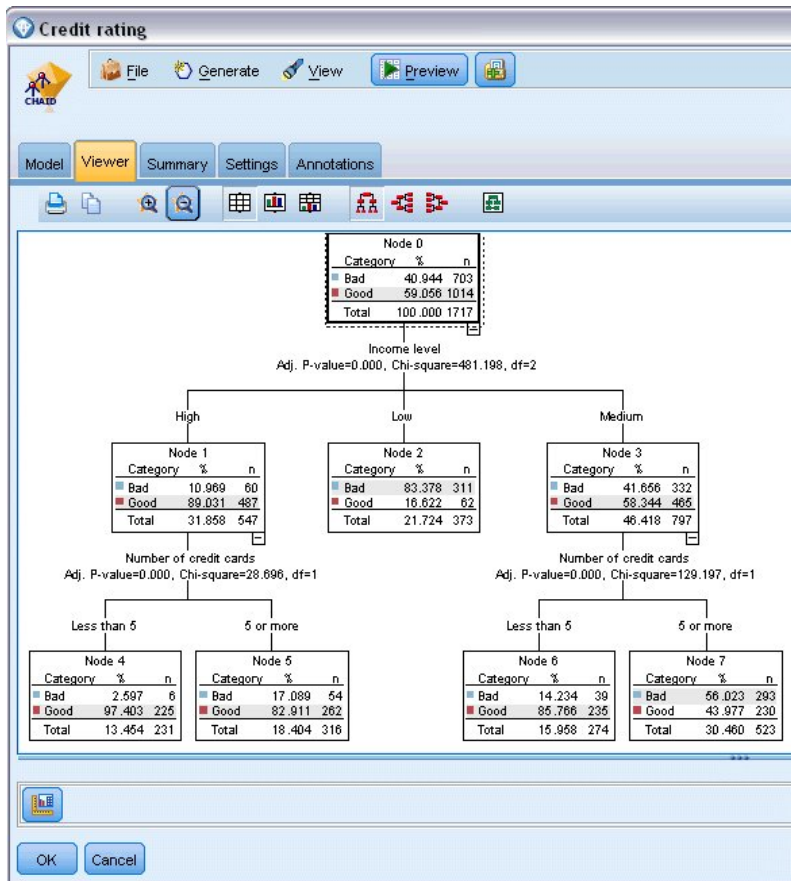 Credit rating
CHAID
File Generate View Preview
Model Viewer Summary Settings Annotations
Node 0
Category % n
Bad 40.944 703
Good 59.056 1014
Total 100.000 1717
Income level
Adj. P-value=0.000, Chi-square=481.198, df=2
High Low Medium
Node 1
Category % n
Bad 10.969 60
Good 89.031 487
Total 31.858 547
Node 2
Category % n
Bad 83.378 311
Good 16.622 62
Total 21.724 373
Node 3
Category % n
Bad 41.656 332
Good 58.344 465
Total 46.418 797
Number of credit cards
Adj. P-value=0.000, Chi-square=28.696, df=1
Number of credit cards
Adj. P-value=0.000, Chi-square=129.197, df=1
Less than 5 5 or more
Less than 5 5 or more
Node 4
Category % n
Bad 2.597 6
Good 97.403 225
Total 13.454 231
Node 5
Category % n
Bad 17.089 54
Good 82.911 262
Total 18.404 316
Node 6
Category % n
Bad 14.234 39
Good 85.766 235
Total 15.958 274
Node 7
Category % n
Bad 56.023 293
Good 43.977 230
Total 30.460 523
OK Cancel